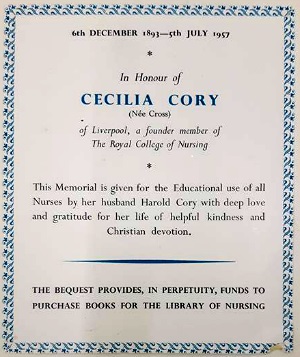 6th DECEMBER 1893—5th JULY 1957
*
In Honour of
CECILIA CORY
(Née Cross)
of Liverpool, a founder member of
The Royal College of Nursing
*
This Memorial is given for the Educational use of all
Nurses by her husband Harold Cory with deep love
and gratitude for her life of helpful kindness and
Christian devotion.
THE BEQUEST PROVIDES, IN PERPETUITY, FUNDS TO
PURCHASE BOOKS FOR THE LIBRARY OF NURSING